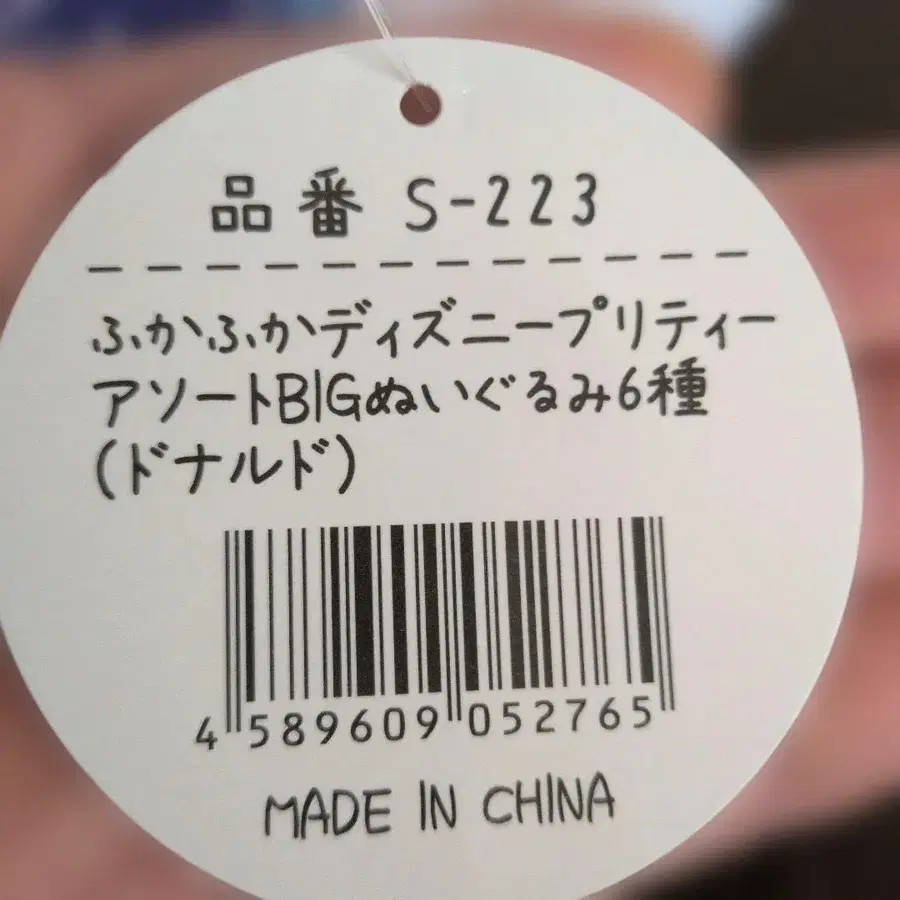 品番 S-223
ふかふかディズニープリティー
アソートBIGぬいぐるみ6種
(ドナルド)
4 589609 052765
MADE IN CHINA